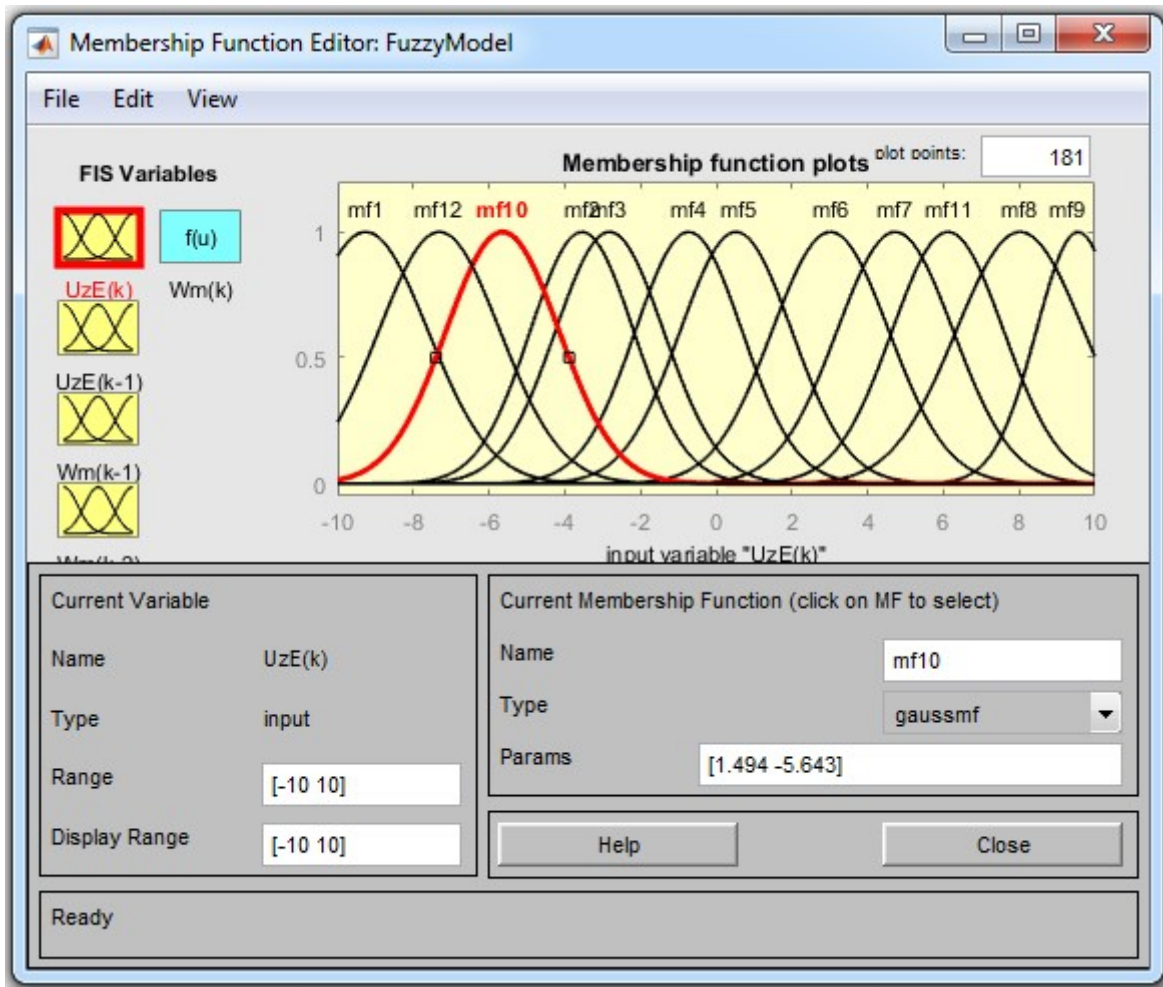 Membership Function Editor: FuzzyModel
File Edit View
FIS Variables
f(u)
UzE(k) Wm(k)
UzE(k-1)
Wm(k-1)
Wm(k-2)
Membership function plots plot points: 181
mf1 mf12 mf10 mf2 mf3 mf4 mf5 mf6 mf7 mf11 mf8 mf9
1
0.5
0
-10 -8 -6 -4 -2 0 2 4 6 8 10
input variable "UzE(k)"
Current Variable
Name UzE(k)
Type input
Range [-10 10]
Display Range [-10 10]
Current Membership Function (click on MF to select)
Name mf10
Type gaussmf
Params [1.494 -5.643]
Help Close
Ready